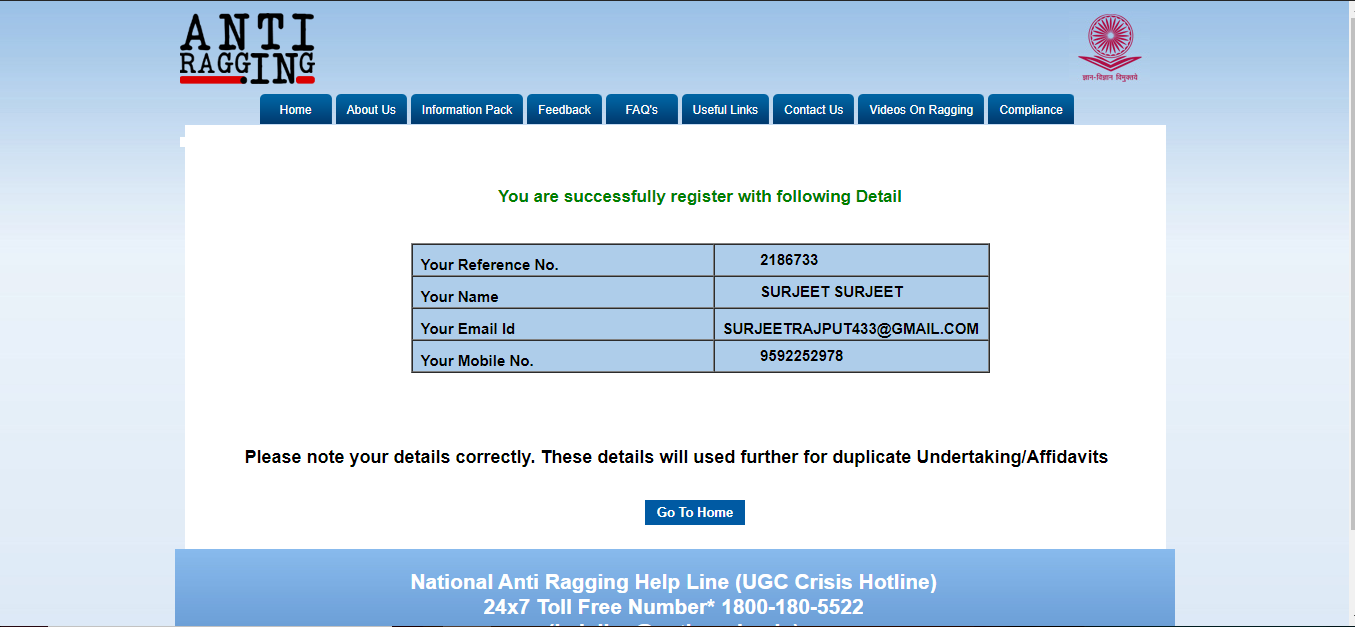 ANTI
RAGGING
ज्ञान-विज्ञान विमुक्तये
Home About Us Information Pack Feedback FAQ's Useful Links Contact Us Videos On Ragging Compliance
You are successfully register with following Detail
Your Reference No. 2186733
Your Name SURJEET SURJEET
Your Email Id SURJEETRAJPUT433@GMAIL.COM
Your Mobile No. 9592252978
Please note your details correctly. These details will used further for duplicate Undertaking/Affidavits
Go To Home
National Anti Ragging Help Line (UGC Crisis Hotline)
24x7 Toll Free Number* 1800-180-5522